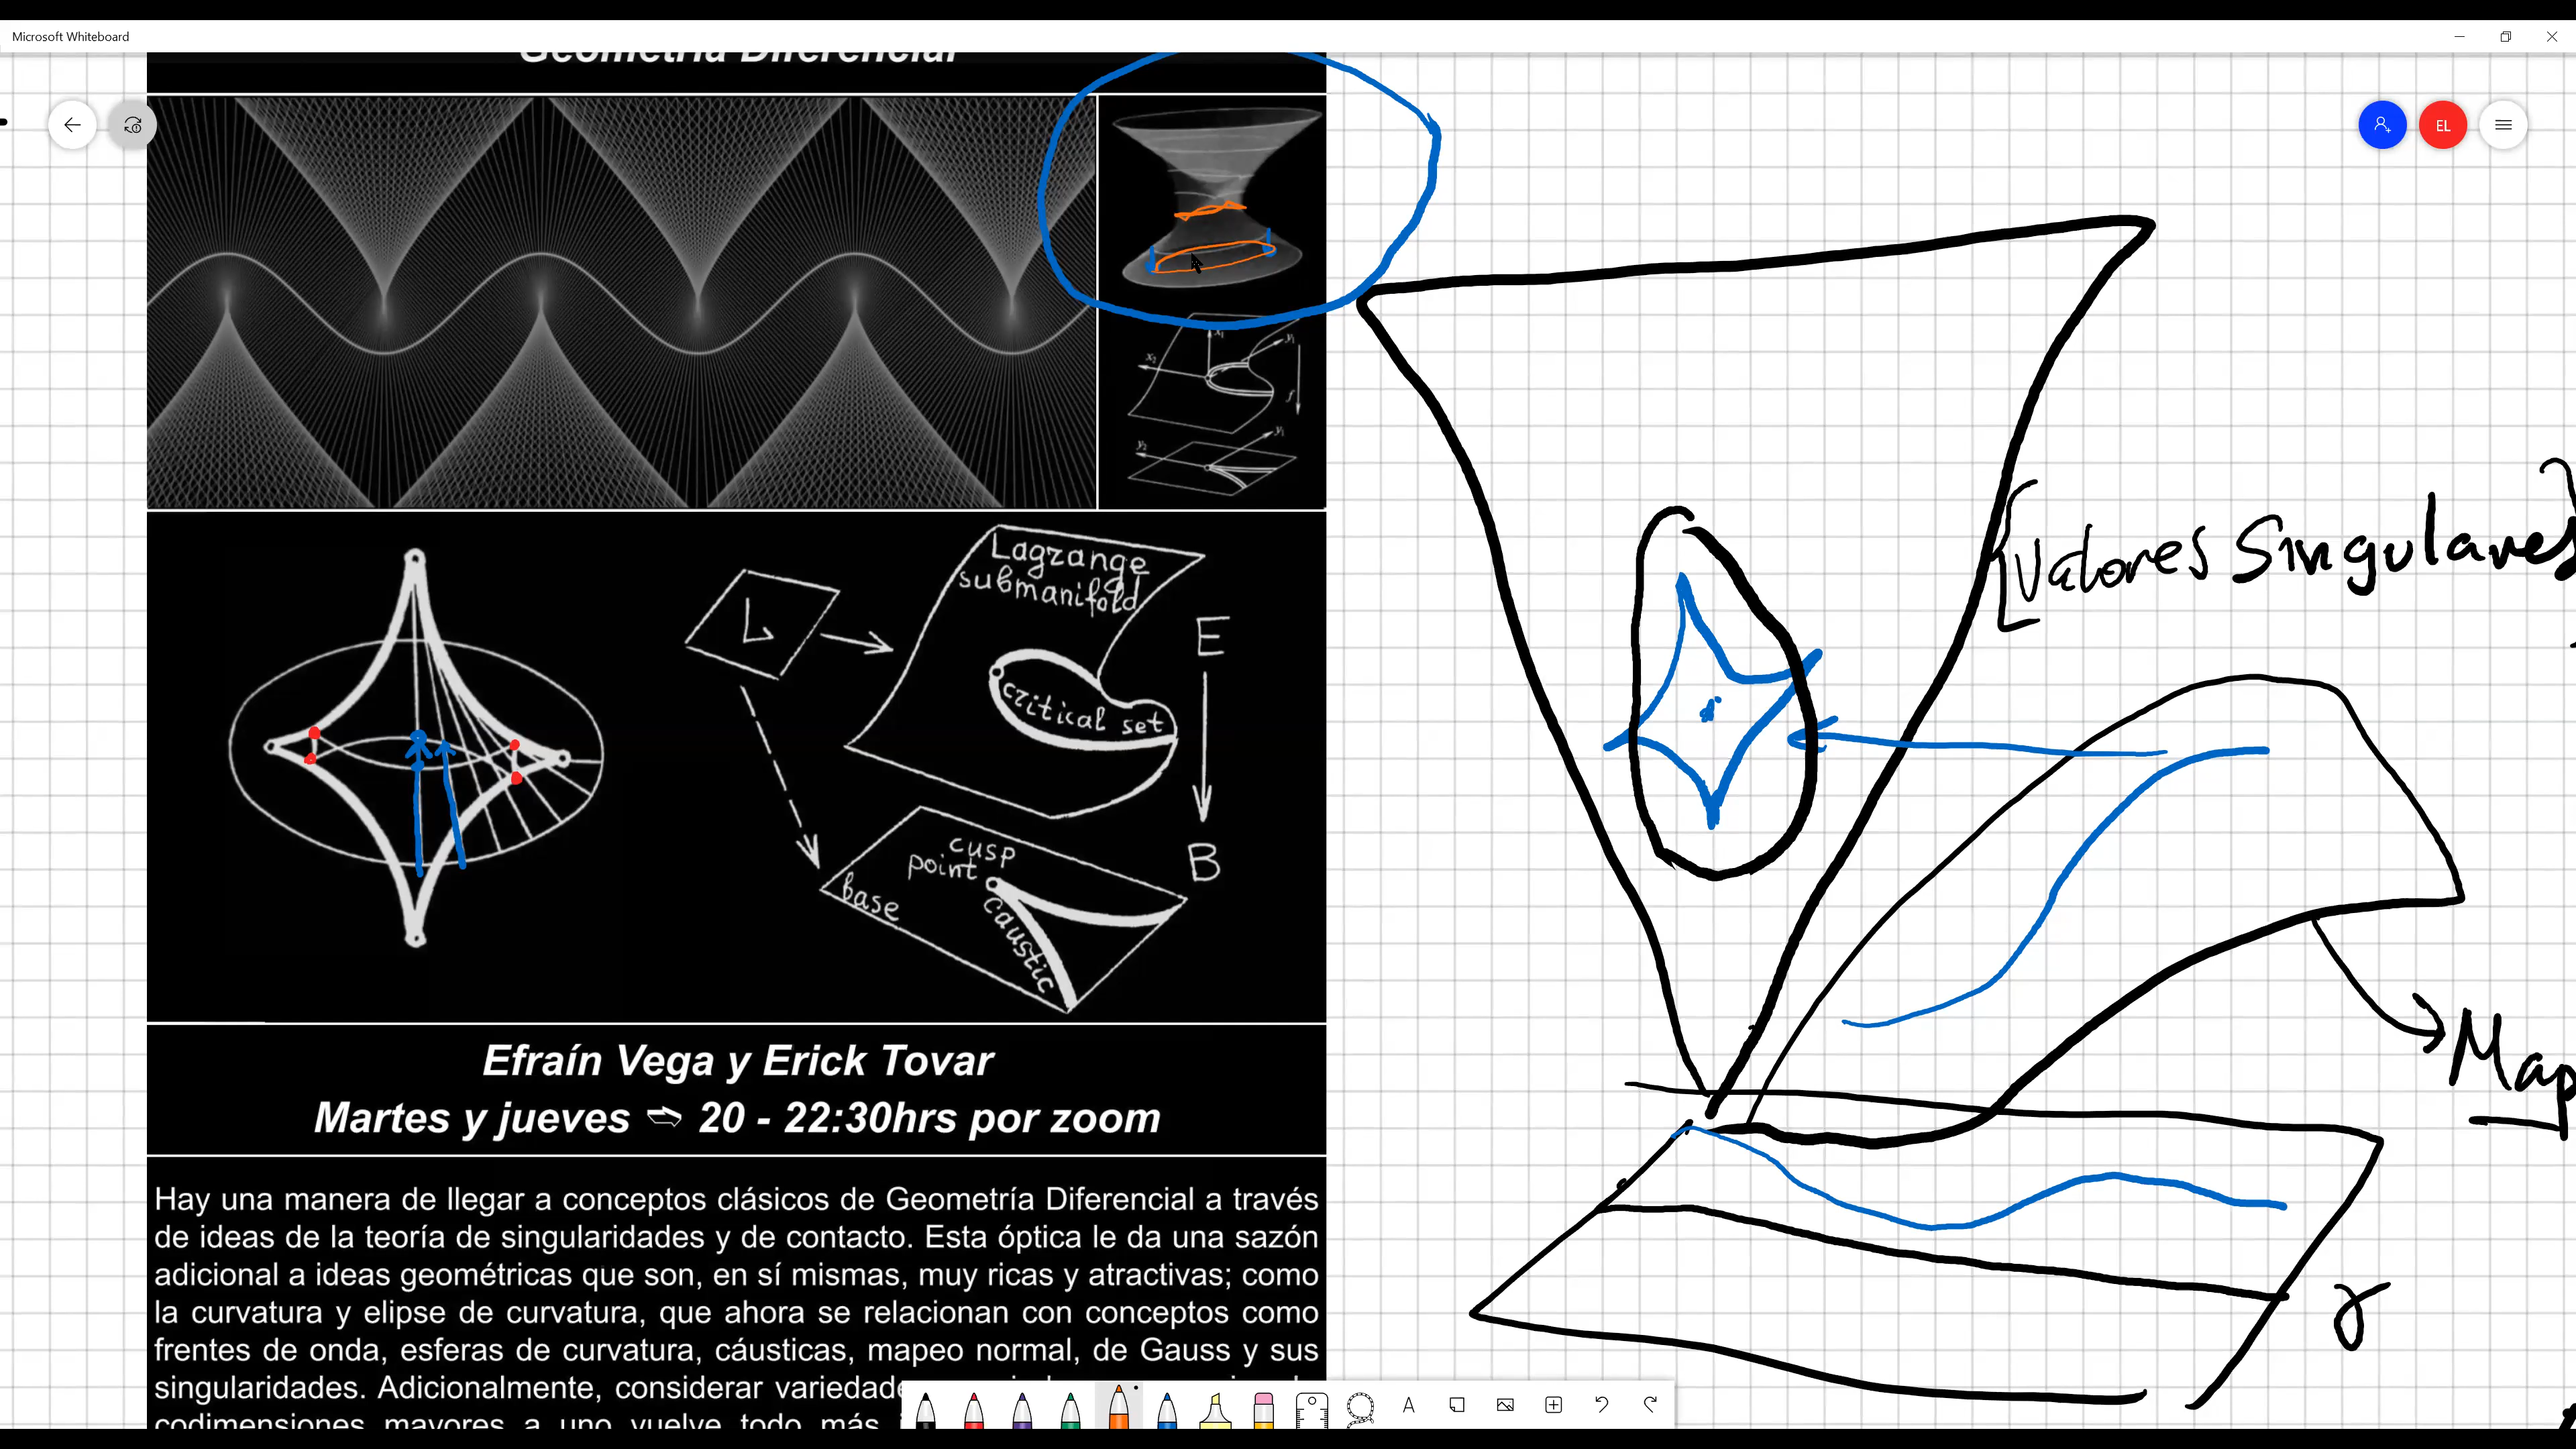 Microsoft Whiteboard
Geometría Diferencial
EL
x₂
x₁
y₁
f
y₂
y₁
[Valores Singulares]
L
Lagrange
submanifold
critical set
E
B
cusp
point
base
caustic
Map
γ
Efraín Vega y Erick Tovar
Martes y jueves ⇨ 20 - 22:30hrs por zoom
Hay una manera de llegar a conceptos clásicos de Geometría Diferencial a través
de ideas de la teoría de singularidades y de contacto. Esta óptica le da una sazón
adicional a ideas geométricas que son, en sí mismas, muy ricas y atractivas; como
la curvatura y elipse de curvatura, que ahora se relacionan con conceptos como
frentes de onda, esferas de curvatura, cáusticas, mapeo normal, de Gauss y sus
singularidades. Adicionalmente, considerar variedade
codimensiones mayores a uno vuelve todo más
A